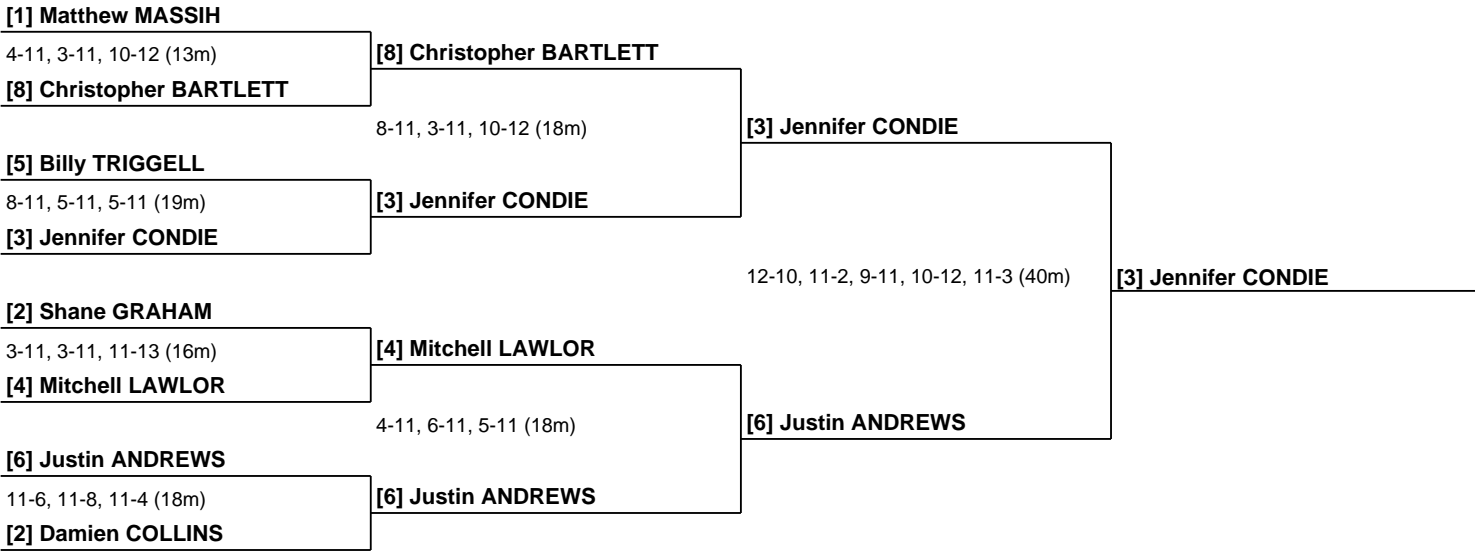 [1] Matthew MASSIH
4-11, 3-11, 10-12 (13m)
[8] Christopher BARTLETT
[8] Christopher BARTLETT
8-11, 3-11, 10-12 (18m)
[3] Jennifer CONDIE
[5] Billy TRIGGELL
8-11, 5-11, 5-11 (19m)
[3] Jennifer CONDIE
[3] Jennifer CONDIE
12-10, 11-2, 9-11, 10-12, 11-3 (40m)
[3] Jennifer CONDIE
[2] Shane GRAHAM
3-11, 3-11, 11-13 (16m)
[4] Mitchell LAWLOR
[4] Mitchell LAWLOR
4-11, 6-11, 5-11 (18m)
[6] Justin ANDREWS
[6] Justin ANDREWS
11-6, 11-8, 11-4 (18m)
[6] Justin ANDREWS
[2] Damien COLLINS